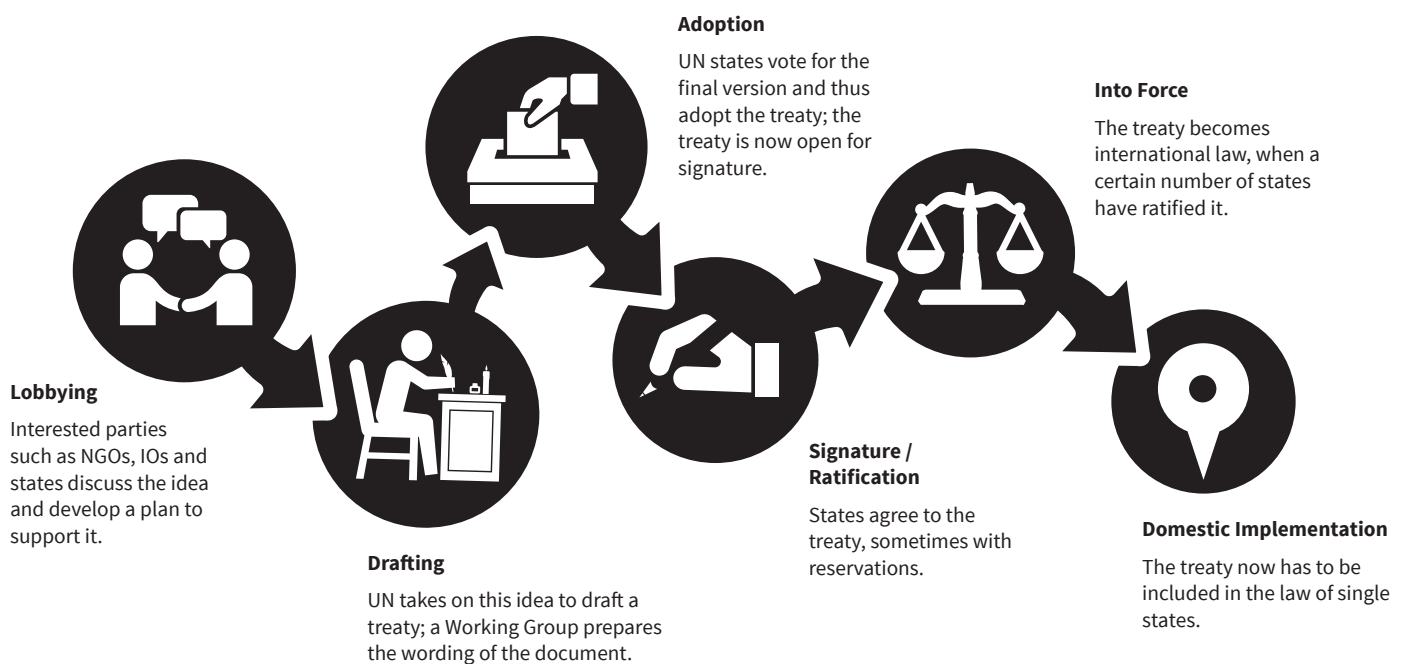 Lobbying
Interested parties
such as NGOs, IOs and
states discuss the idea
and develop a plan to
support it.
Drafting
UN takes on this idea to draft a
treaty; a Working Group prepares
the wording of the document.
Adoption
UN states vote for the
final version and thus
adopt the treaty; the
treaty is now open for
signature.
Signature /
Ratification
States agree to the
treaty, sometimes with
reservations.
Into Force
The treaty becomes
international law, when a
certain number of states
have ratified it.
Domestic Implementation
The treaty now has to be
included in the law of single
states.